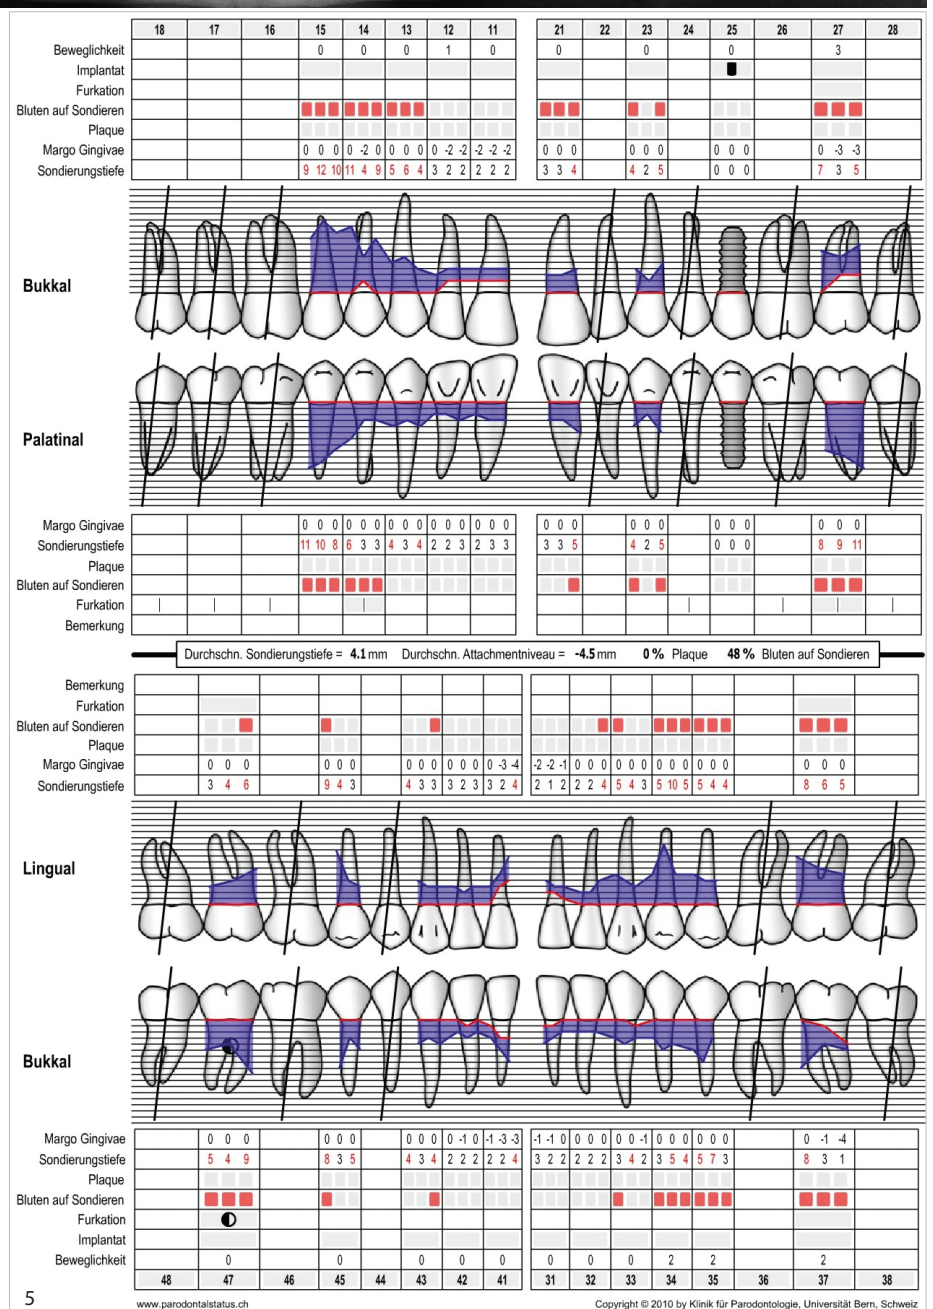 18 17 16 15 14 13 12 11 21 22 23 24 25 26 27 28
Beweglichkeit 0 0 0 1 0 0 0 0 3
Implantat
Furkation
Bluten auf Sondieren
Plaque
Margo Gingivae 0 0 0 0 -2 0 0 0 0 0 -2 -2 -2 -2 -2 0 0 0 0 0 0 0 0 0 0 -3 -3
Sondierungstiefe 9 12 10 11 4 9 5 6 4 3 2 2 2 2 2 3 3 4 4 2 5 0 0 0 7 3 5
Bukkal
Palatinal
Margo Gingivae 0 0 0 0 0 0 0 0 0 0 0 0 0 0 0 0 0 0 0 0 0 0 0 0 0 0 0
Sondierungstiefe 11 10 8 6 3 3 4 3 4 2 2 3 2 3 3 3 3 5 4 2 5 0 0 0 8 9 11
Plaque
Bluten auf Sondieren
Furkation
Bemerkung
Durchschn. Sondierungstiefe = 4.1 mm Durchschn. Attachmentniveau = -4.5 mm 0 % Plaque 48 % Bluten auf Sondieren
Bemerkung
Furkation
Bluten auf Sondieren
Plaque
Margo Gingivae 0 0 0 0 0 0 0 0 0 0 0 0 0 -3 -4 -2 -2 -1 0 0 0 0 0 0 0 0 0 0 0 0 0 0 0
Sondierungstiefe 3 4 6 9 4 3 4 3 3 3 2 3 3 2 4 2 1 2 2 2 4 5 4 3 5 10 5 5 4 4 8 6 5
Lingual
Bukkal
Margo Gingivae 0 0 0 0 0 0 0 0 0 0 -1 0 -1 -3 -3 -1 -1 0 0 0 0 0 0 -1 0 0 0 0 0 0 0 -1 -4
Sondierungstiefe 5 4 9 8 3 5 4 3 4 2 2 2 2 2 4 3 2 2 2 2 2 3 4 2 3 5 4 5 7 3 8 3 1
Plaque
Bluten auf Sondieren
Furkation
Implantat
Beweglichkeit 0 0 0 0 0 0 0 0 2 2 2
48 47 46 45 44 43 42 41 31 32 33 34 35 36 37 38
5
www.parodontalstatus.ch Copyright © 2010 by Klinik für Parodontologie, Universität Bern, Schweiz